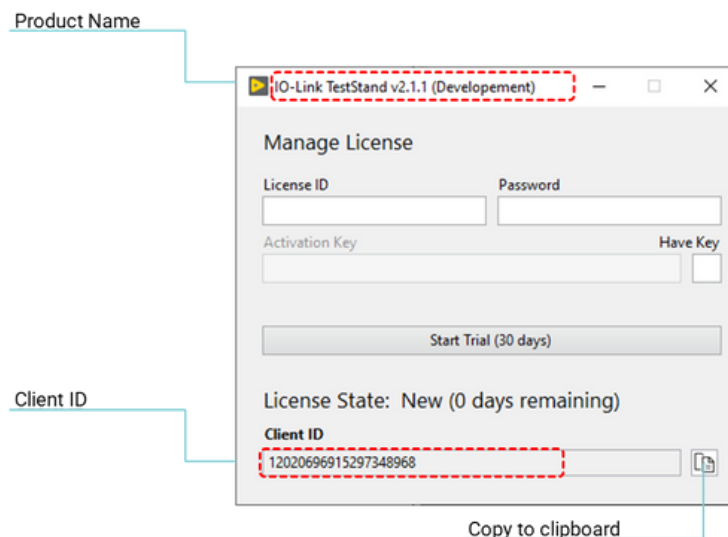 Product Name
IO-Link TestStand v2.1.1 (Developement)
Manage License
License ID Password
Activation Key Have Key
Start Trial (30 days)
Client ID
License State: New (0 days remaining)
Client ID
12020696915297348968
Copy to clipboard